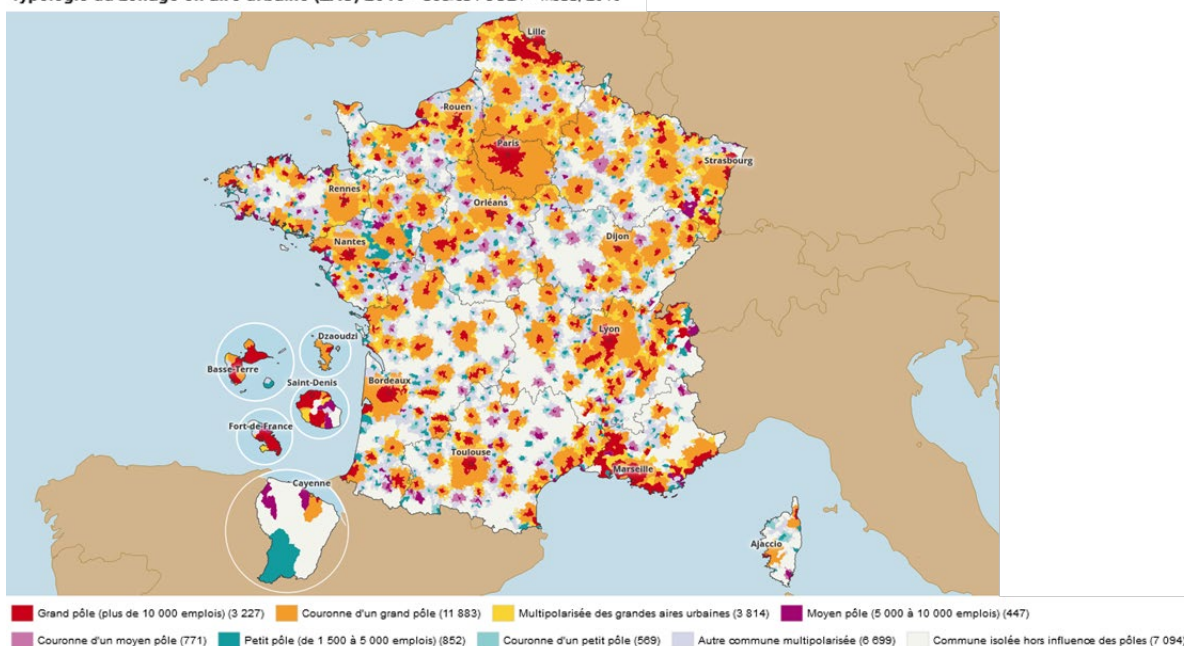 Lille
Rouen
Paris
Strasbourg
Rennes
Orléans
Nantes
Dijon
Lyon
Dzaoudzi
Basse-Terre
Saint-Denis
Bordeaux
Fort-de-France
Toulouse
Marseille
Cayenne
Ajaccio
Grand pôle (plus de 10 000 emplois) (3 227) Couronne d'un grand pôle (11 883) Multipolarisée des grandes aires urbaines (3 814) Moyen pôle (5 000 à 10 000 emplois) (447)
Couronne d'un moyen pôle (771) Petit pôle (de 1 500 à 5 000 emplois) (852) Couronne d'un petit pôle (569) Autre commune multipolarisée (6 699) Commune isolée hors influence des pôles (7 094)